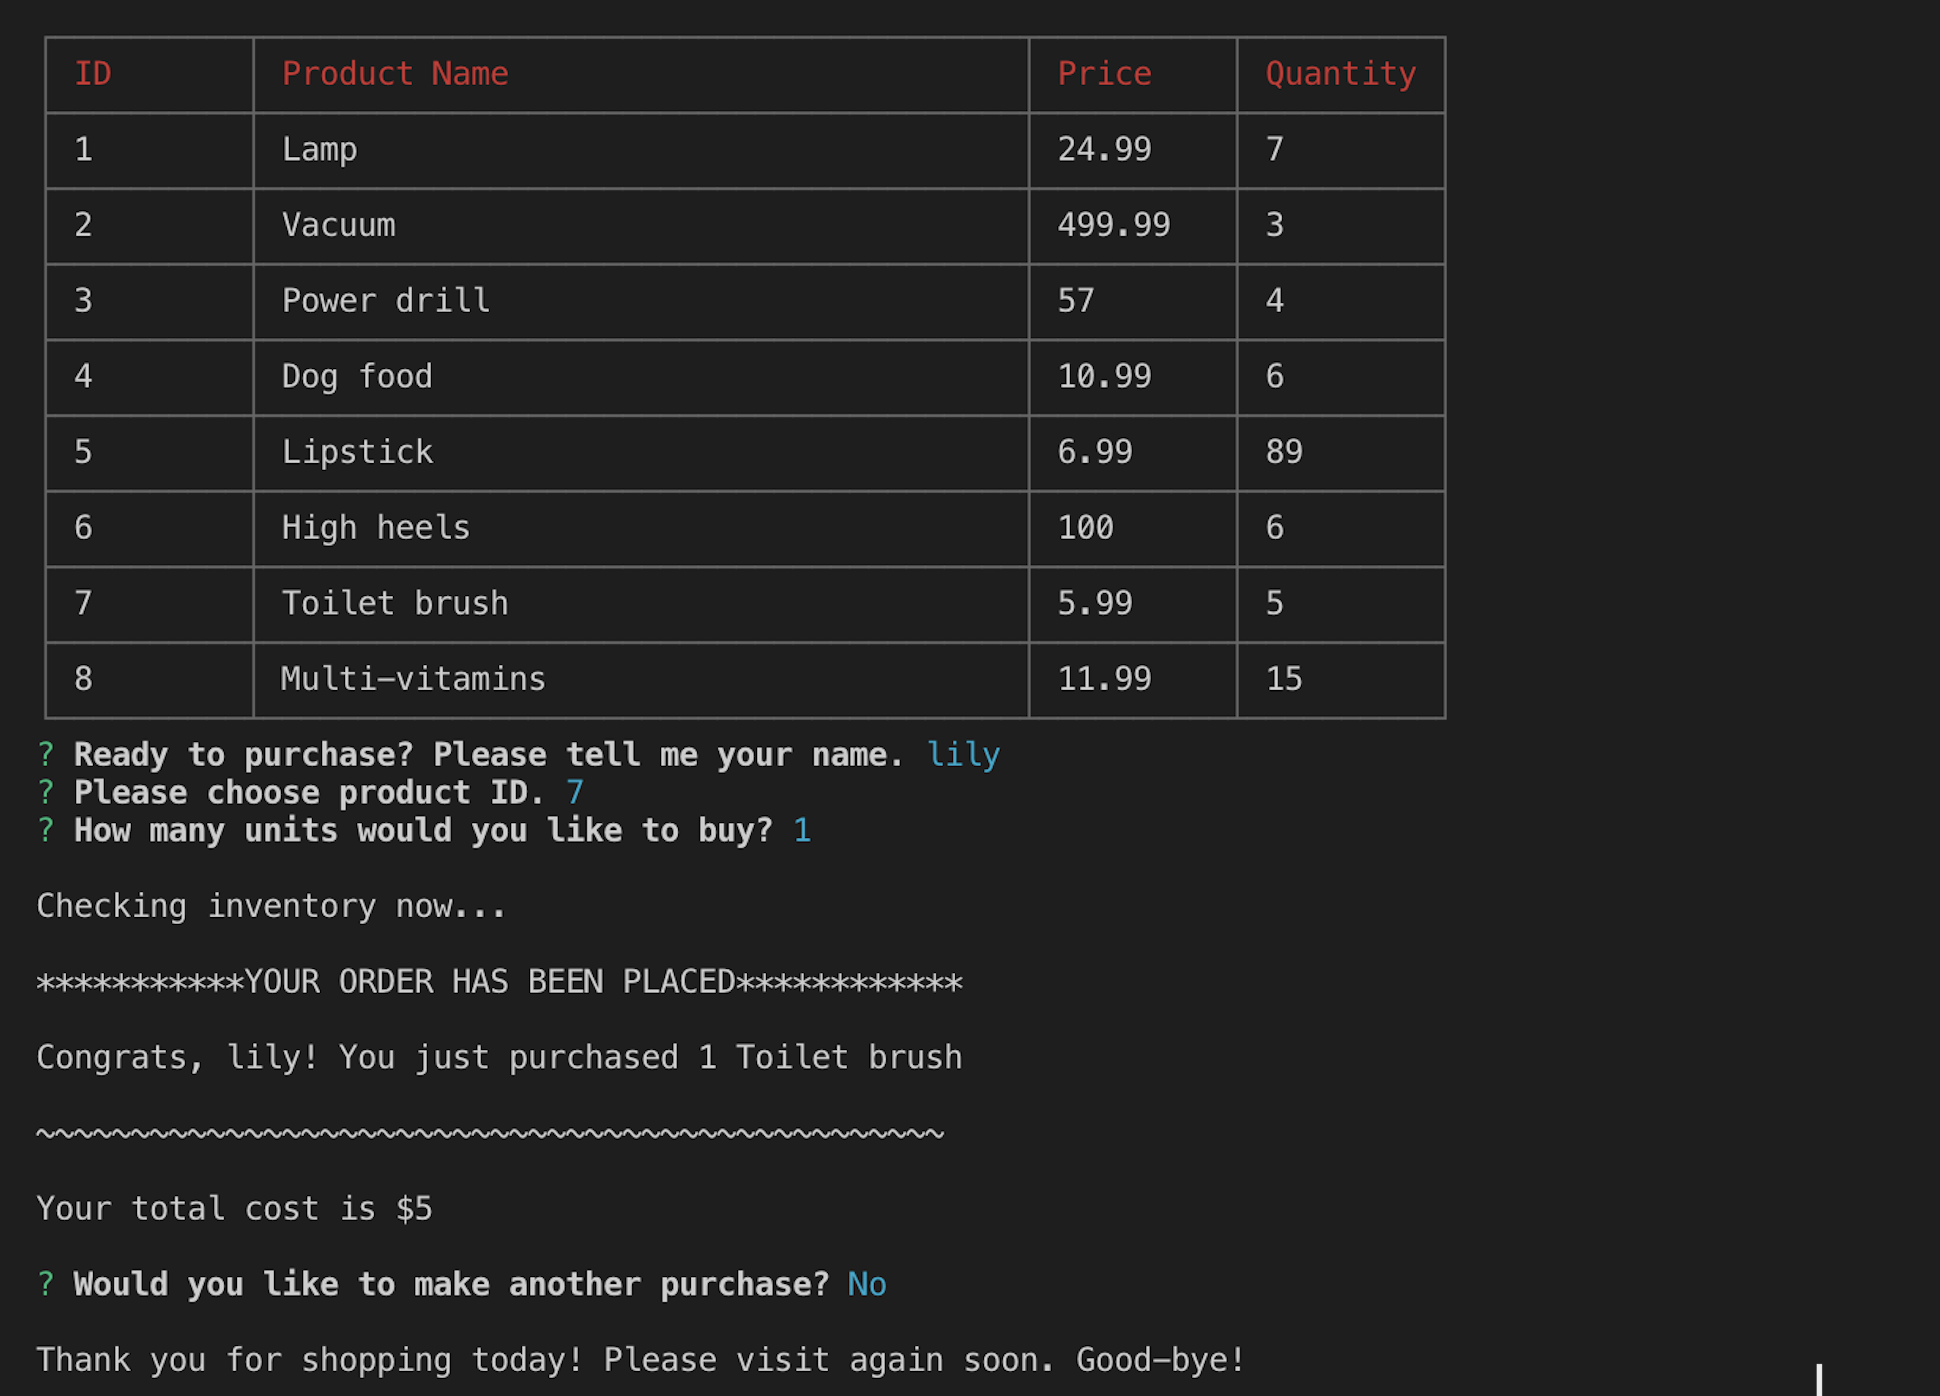 ID Product Name Price Quantity
1 Lamp 24.99 7
2 Vacuum 499.99 3
3 Power drill 57 4
4 Dog food 10.99 6
5 Lipstick 6.99 89
6 High heels 100 6
7 Toilet brush 5.99 5
8 Multi-vitamins 11.99 15
? Ready to purchase? Please tell me your name. lily
? Please choose product ID. 7
? How many units would you like to buy? 1
Checking inventory now...
***********YOUR ORDER HAS BEEN PLACED************
Congrats, lily! You just purchased 1 Toilet brush
~~~~~~~~~~~~~~~~~~~~~~~~~~~~~~~~~~~~~~~~~~~~~~~~
Your total cost is $5
? Would you like to make another purchase? No
Thank you for shopping today! Please visit again soon. Good-bye!